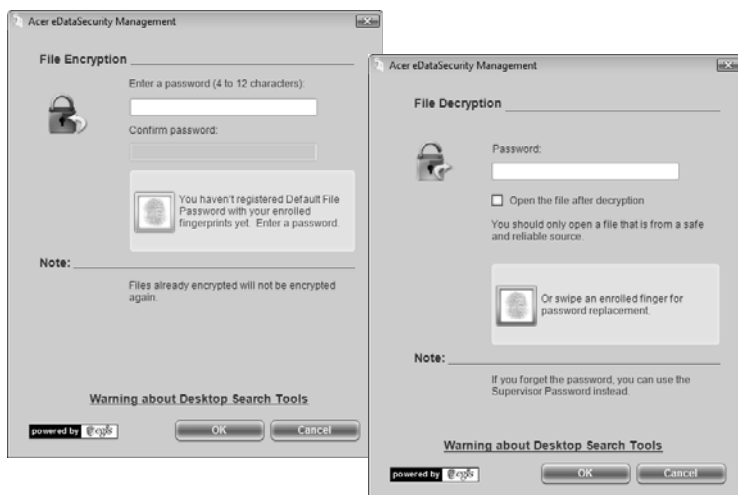 Acer eDataSecurity Management
File Encryption
Enter a password (4 to 12 characters):
Confirm password:
You haven't registered Default File
Password with your enrolled
fingerprints yet. Enter a password.
Note:
Files already encrypted will not be encrypted
again.
Warning about Desktop Search Tools
powered by egis
OK
Cancel
Acer eDataSecurity Management
File Decryption
Password:
Open the file after decryption
You should only open a file that is from a safe
and reliable source.
Or swipe an enrolled finger for
password replacement.
Note:
If you forget the password, you can use the
Supervisor Password instead.
Warning about Desktop Search Tools
powered by egis
OK
Cancel